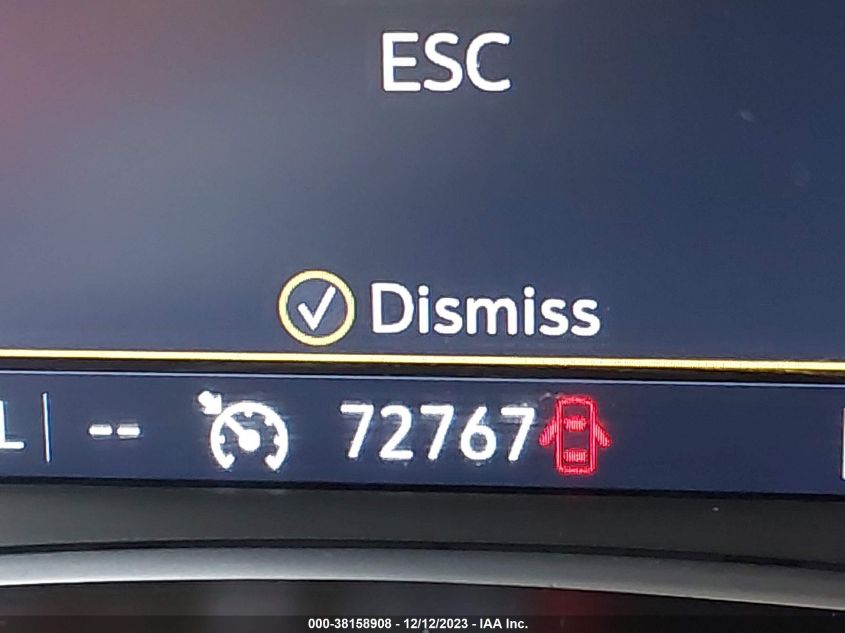 ESC
Dismiss
L -- 72767
000-38158908 - 12/12/2023 - IAA Inc.